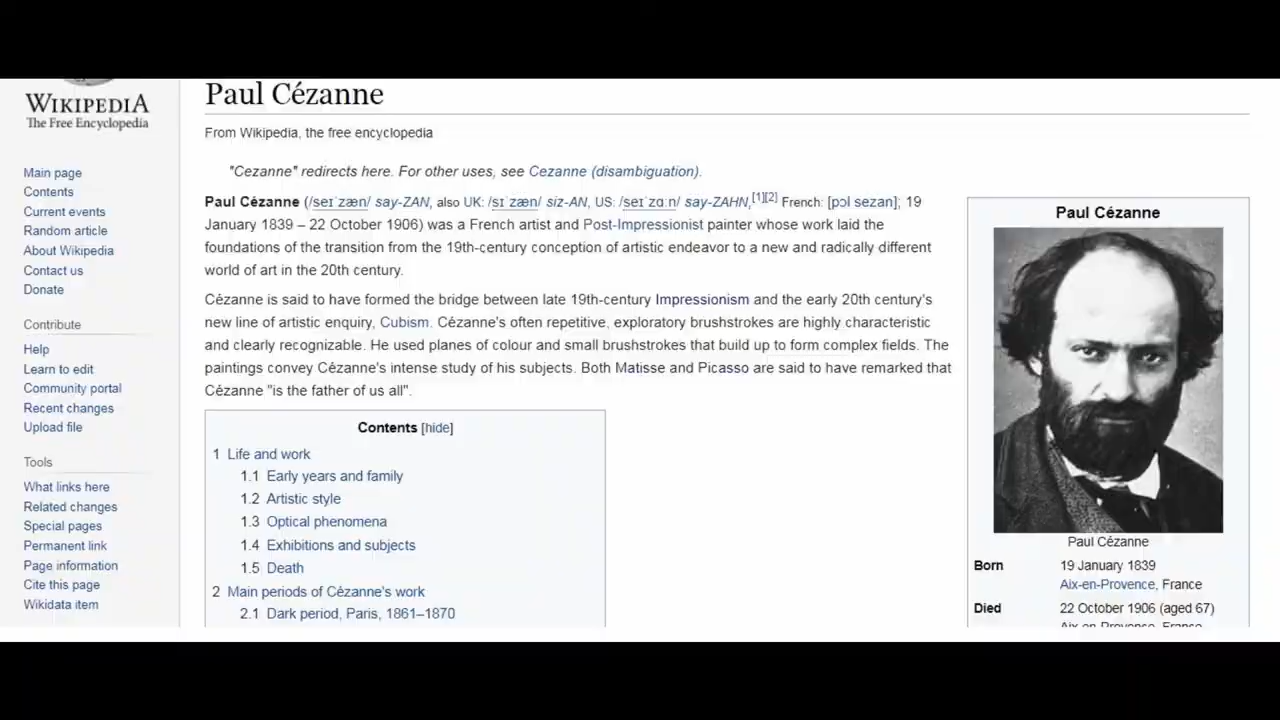 WIKIPEDIA
The Free Encyclopedia
Main page
Contents
Current events
Random article
About Wikipedia
Contact us
Donate
Contribute
Help
Learn to edit
Community portal
Recent changes
Upload file
Tools
What links here
Related changes
Special pages
Permanent link
Page information
Cite this page
Wikidata item
Paul Cézanne
From Wikipedia, the free encyclopedia
"Cezanne" redirects here. For other uses, see Cezanne (disambiguation).
Paul Cézanne (/seɪˈzæn/ say-ZAN, also UK: /sɪˈzæn/ siz-AN, US: /seɪˈzɑːn/ say-ZAHN,[1][2] French: [pɔl sezan]; 19
January 1839 – 22 October 1906) was a French artist and Post-Impressionist painter whose work laid the
foundations of the transition from the 19th-century conception of artistic endeavor to a new and radically different
world of art in the 20th century.
Cézanne is said to have formed the bridge between late 19th-century Impressionism and the early 20th century's
new line of artistic enquiry, Cubism. Cézanne's often repetitive, exploratory brushstrokes are highly characteristic
and clearly recognizable. He used planes of colour and small brushstrokes that build up to form complex fields. The
paintings convey Cézanne's intense study of his subjects. Both Matisse and Picasso are said to have remarked that
Cézanne "is the father of us all".
Contents [hide]
1 Life and work
1.1 Early years and family
1.2 Artistic style
1.3 Optical phenomena
1.4 Exhibitions and subjects
1.5 Death
2 Main periods of Cézanne's work
2.1 Dark period, Paris, 1861–1870
Paul Cézanne
Paul Cézanne
Born 19 January 1839
Aix-en-Provence, France
Died 22 October 1906 (aged 67)
Aix-en-Provence, France